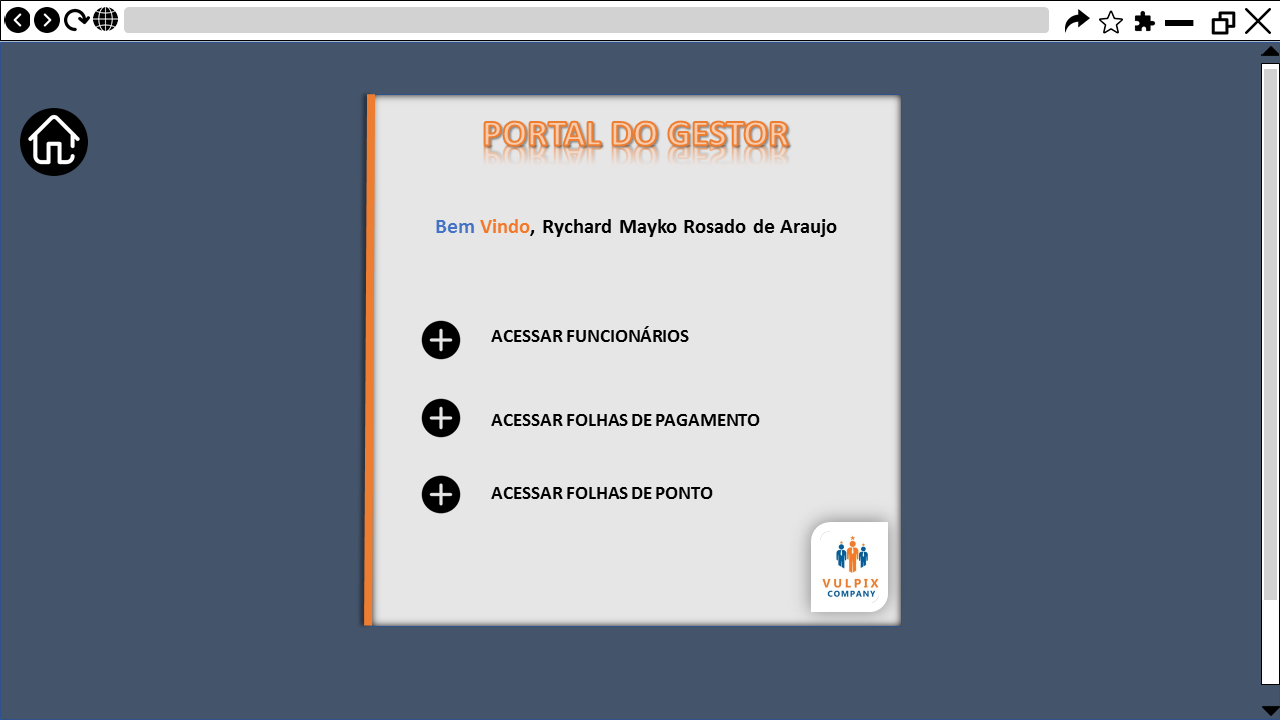 PORTAL DO GESTOR
Bem Vindo, Rychard Mayko Rosado de Araujo
ACESSAR FUNCIONÁRIOS
ACESSAR FOLHAS DE PAGAMENTO
ACESSAR FOLHAS DE PONTO
VULPIX
COMPANY